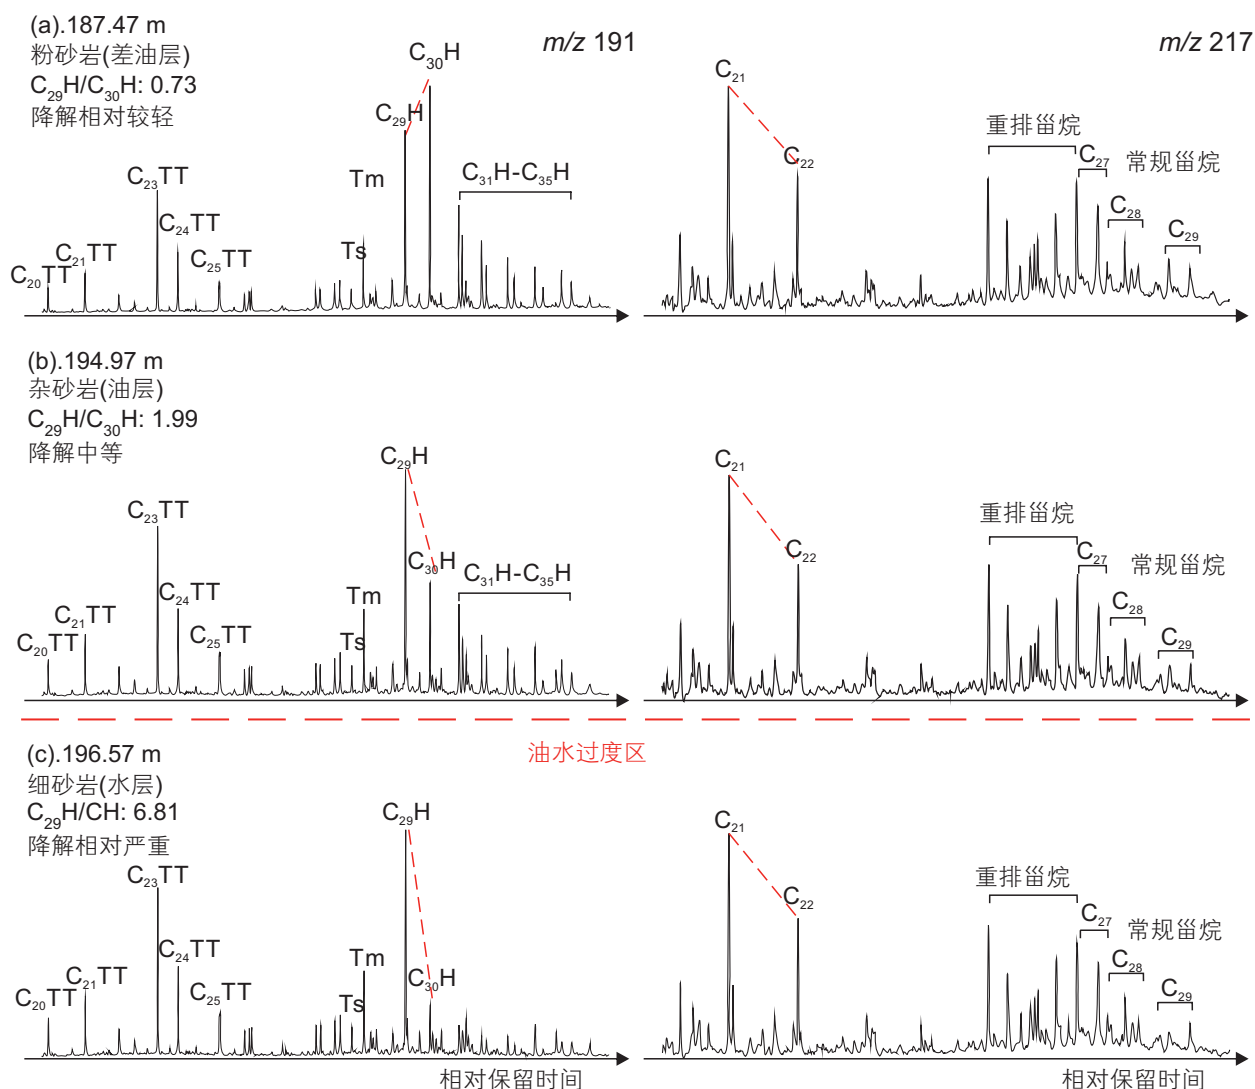 (a).187.47 m
粉砂岩(差油层)
C₂₉H/C₃₀H: 0.73
降解相对较轻
m/z 191
C₂₀TT
C₂₁TT
C₂₃TT
C₂₄TT
C₂₅TT
Ts
Tm
C₂₉H
C₃₀H
C₃₁H-C₃₅H
m/z 217
C₂₁
C₂₂
重排甾烷
C₂₇
常规甾烷
C₂₈
C₂₉
(b).194.97 m
杂砂岩(油层)
C₂₉H/C₃₀H: 1.99
降解中等
C₂₀TT
C₂₁TT
C₂₃TT
C₂₄TT
C₂₅TT
Ts
Tm
C₂₉H
C₃₀H
C₃₁H-C₃₅H
C₂₁
C₂₂
重排甾烷
C₂₇
常规甾烷
C₂₈
C₂₉
油水过度区
(c).196.57 m
细砂岩(水层)
C₂₉H/CH: 6.81
降解相对严重
C₂₀TT
C₂₁TT
C₂₃TT
C₂₄TT
C₂₅TT
Ts
Tm
C₂₉H
C₃₀H
相对保留时间
C₂₁
C₂₂
重排甾烷
C₂₇
常规甾烷
C₂₈
C₂₉
相对保留时间